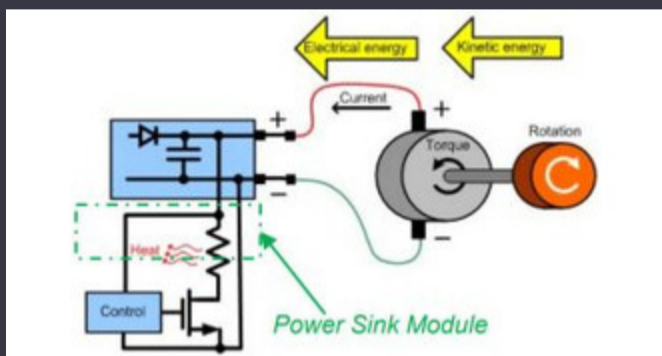 Electrical energy
Kinetic energy
Current
+
+
Rotation
Torque
−
−
Heat
Control
Power Sink Module